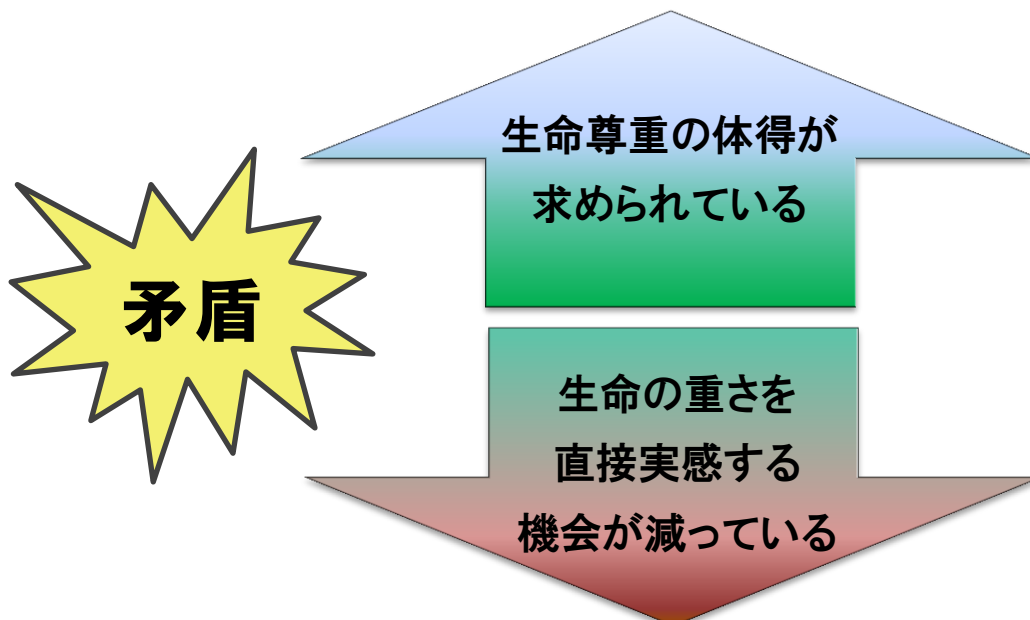 生命尊重の体得が
求められている
矛盾
生命の重さを
直接実感する
機会が減っている